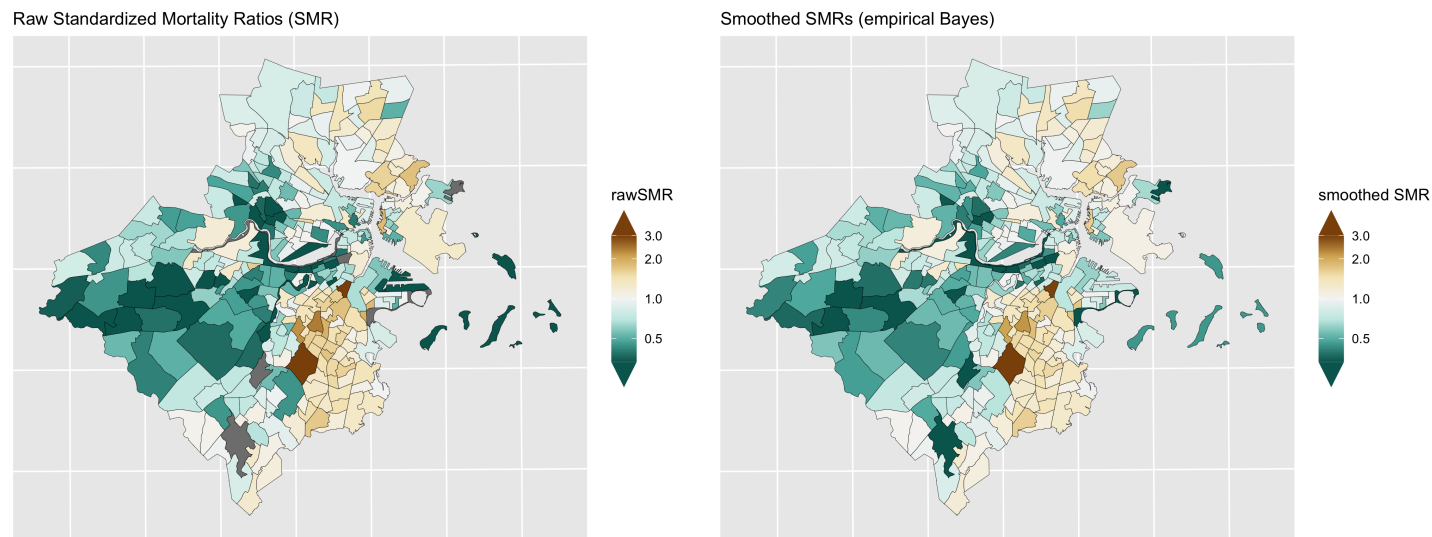 Raw Standardized Mortality Ratios (SMR)
rawSMR
3.0
2.0
1.0
0.5
Smoothed SMRs (empirical Bayes)
smoothed SMR
3.0
2.0
1.0
0.5